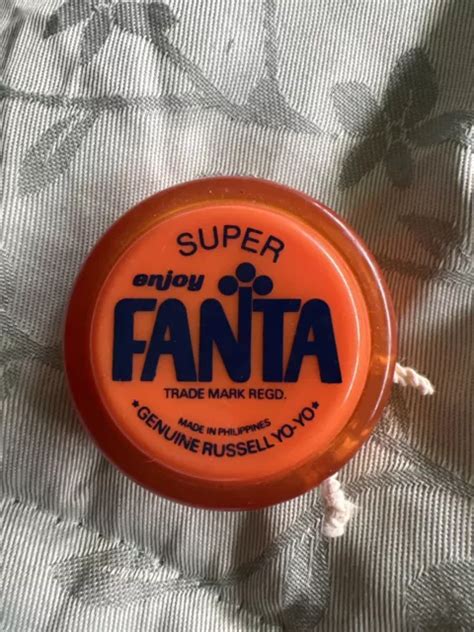 SUPER
enjoy
FANTA
TRADE MARK REGD.
MADE IN PHILIPPINES
★GENUINE RUSSELL YO-YO★